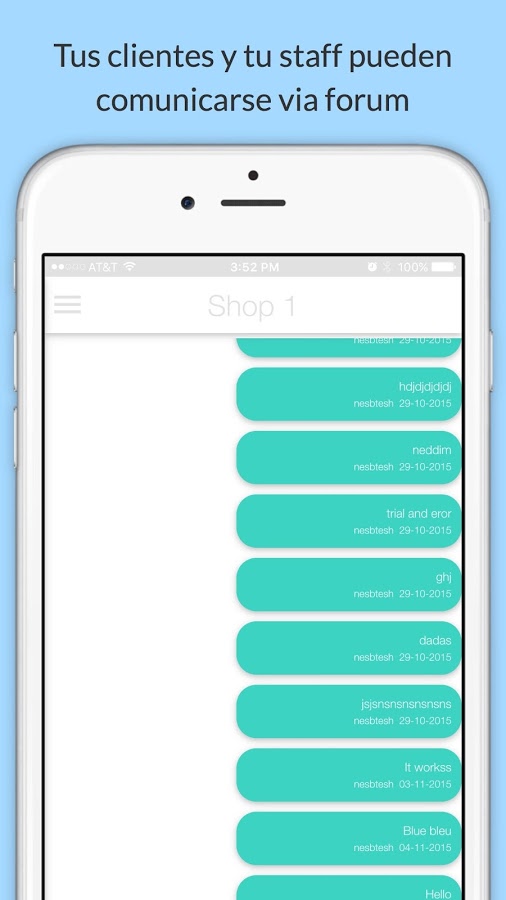 Tus clientes y tu staff pueden
comunicarse via forum
AT&T 3:52 PM 100%
Shop 1
nesbtesh 29-10-2015
hdjdjdjdjdj
nesbtesh 29-10-2015
neddim
nesbtesh 29-10-2015
trial and eror
nesbtesh 29-10-2015
ghj
nesbtesh 29-10-2015
dadas
nesbtesh 29-10-2015
jsjsnsnsnsnsns
nesbtesh 29-10-2015
It workss
nesbtesh 03-11-2015
Blue bleu
nesbtesh 04-11-2015
Hello